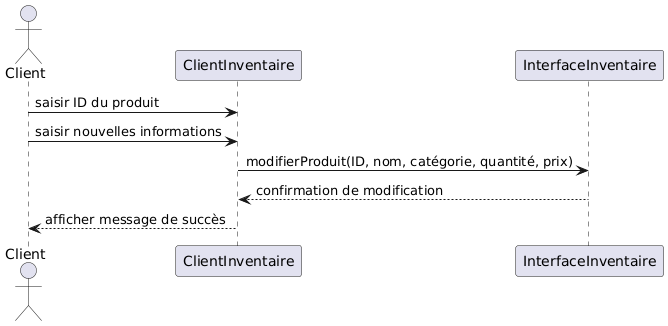 Client
ClientInventaire
InterfaceInventaire
saisir ID du produit
saisir nouvelles informations
modifierProduit(ID, nom, catégorie, quantité, prix)
confirmation de modification
afficher message de succès
Client
ClientInventaire
InterfaceInventaire